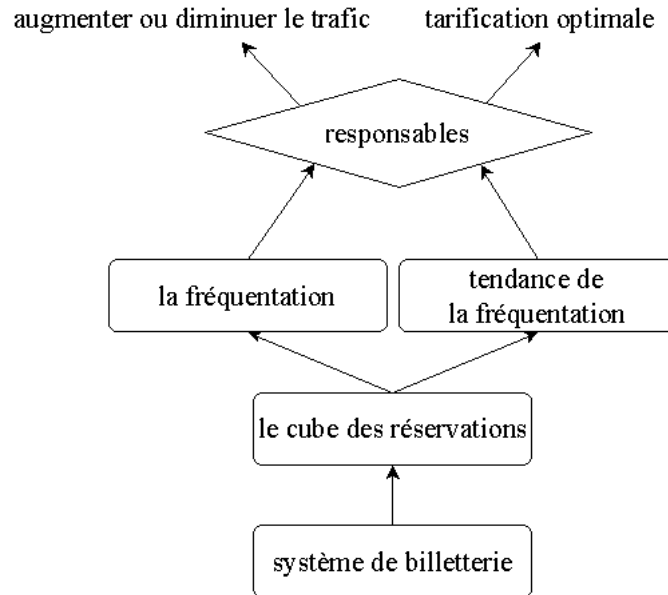 augmenter ou diminuer le trafic
tarification optimale
responsables
la fréquentation
tendance de
la fréquentation
le cube des réservations
système de billetterie